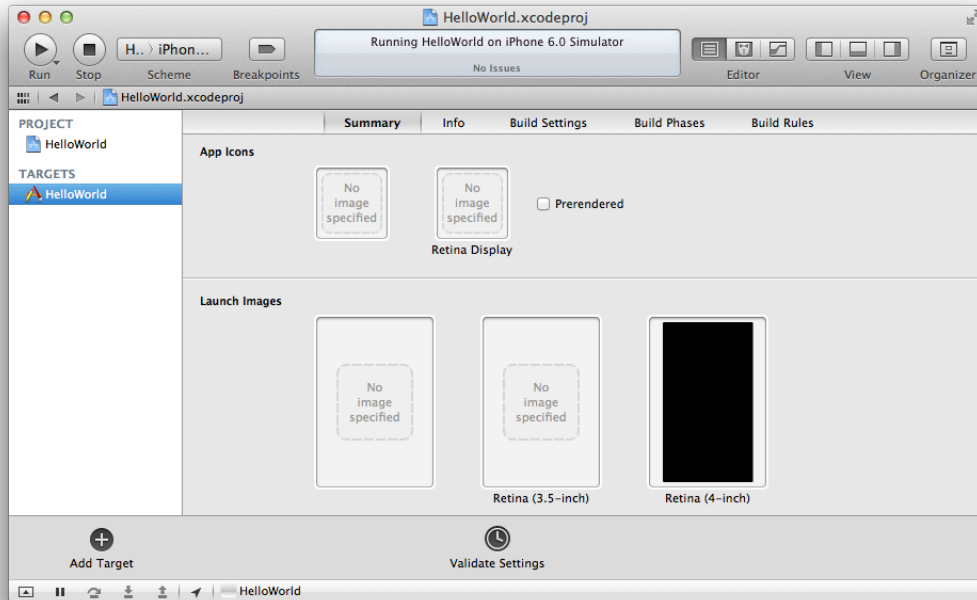 HelloWorld.xcodeproj
H.. › iPhon...
Running HelloWorld on iPhone 6.0 Simulator
No Issues
Run
Stop
Scheme
Breakpoints
Editor
View
Organizer
HelloWorld.xcodeproj
PROJECT
HelloWorld
TARGETS
HelloWorld
Summary
Info
Build Settings
Build Phases
Build Rules
App Icons
No
image
specified
No
image
specified
Prerendered
Retina Display
Launch Images
No
image
specified
No
image
specified
Retina (3.5-inch)
Retina (4-inch)
Add Target
Validate Settings
HelloWorld